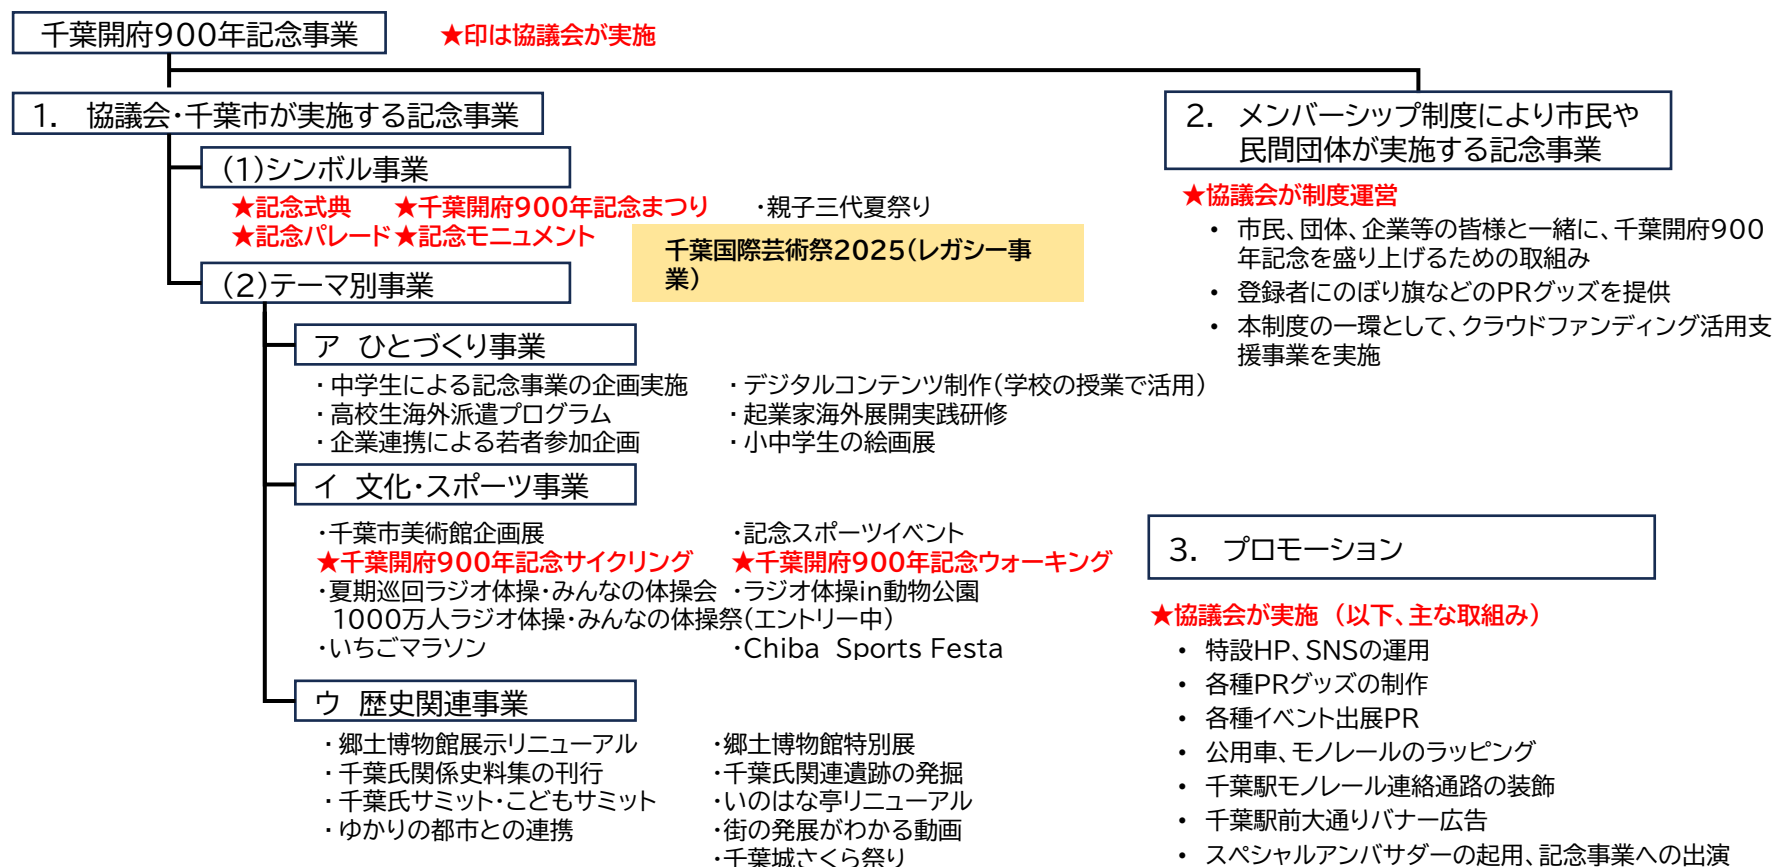 千葉開府900年記念事業
★印は協議会が実施
1. 協議会・千葉市が実施する記念事業
(1)シンボル事業
★記念式典 ★千葉開府900年記念まつり ・親子三代夏祭り
★記念パレード★記念モニュメント
千葉国際芸術祭2025(レガシー事
業)
(2)テーマ別事業
ア ひとづくり事業
・中学生による記念事業の企画実施 ・デジタルコンテンツ制作(学校の授業で活用)
・高校生海外派遣プログラム ・起業家海外展開実践研修
・企業連携による若者参加企画 ・小中学生の絵画展
イ 文化・スポーツ事業
・千葉市美術館企画展 ・記念スポーツイベント
★千葉開府900年記念サイクリング ★千葉開府900年記念ウォーキング
・夏期巡回ラジオ体操・みんなの体操会 ・ラジオ体操in動物公園
1000万人ラジオ体操・みんなの体操祭(エントリー中)
・いちごマラソン ・Chiba Sports Festa
ウ 歴史関連事業
・郷土博物館展示リニューアル ・郷土博物館特別展
・千葉氏関係史料集の刊行 ・千葉氏関連遺跡の発掘
・千葉氏サミット・こどもサミット ・いのはな亭リニューアル
・ゆかりの都市との連携 ・街の発展がわかる動画
・千葉城さくら祭り
2. メンバーシップ制度により市民や
民間団体が実施する記念事業
★協議会が制度運営
• 市民、団体、企業等の皆様と一緒に、千葉開府900
年記念を盛り上げるための取組み
• 登録者にのぼり旗などのPRグッズを提供
• 本制度の一環として、クラウドファンディング活用支
援事業を実施
3. プロモーション
★協議会が実施 (以下、主な取組み)
• 特設HP、SNSの運用
• 各種PRグッズの制作
• 各種イベント出展PR
• 公用車、モノレールのラッピング
• 千葉駅モノレール連絡通路の装飾
• 千葉駅前大通りバナー広告
• スペシャルアンバサダーの起用、記念事業への出演